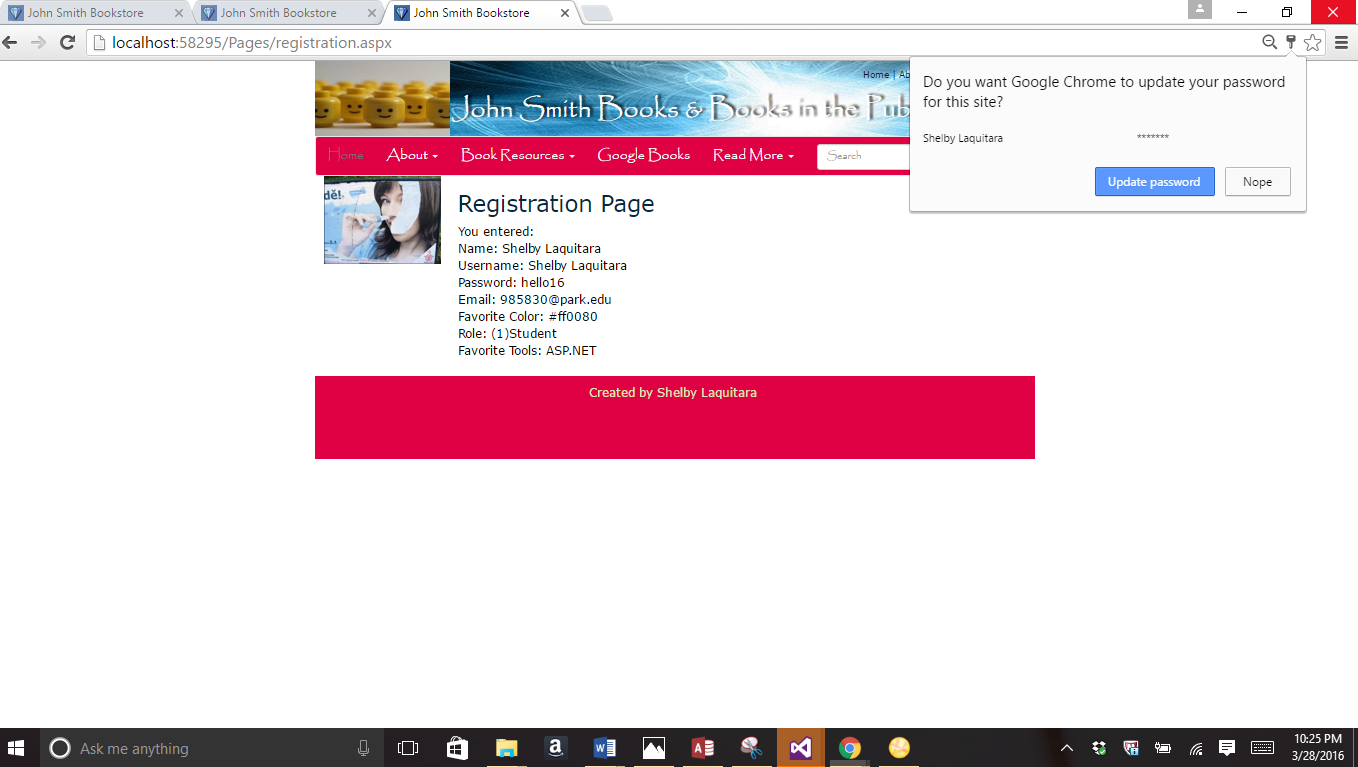 John Smith Bookstore
John Smith Bookstore
John Smith Bookstore
localhost:58295/Pages/registration.aspx
Home |
John Smith Books & Books in the Pub
Do you want Google Chrome to update your password
for this site?
Shelby Laquitara *******
Update password Nope
Home About Book Resources Google Books Read More Search
dě!
Registration Page
You entered:
Name: Shelby Laquitara
Username: Shelby Laquitara
Password: hello16
Email: 985830@park.edu
Favorite Color: #ff0080
Role: (1)Student
Favorite Tools: ASP.NET
Created by Shelby Laquitara
Ask me anything
10:25 PM
3/28/2016